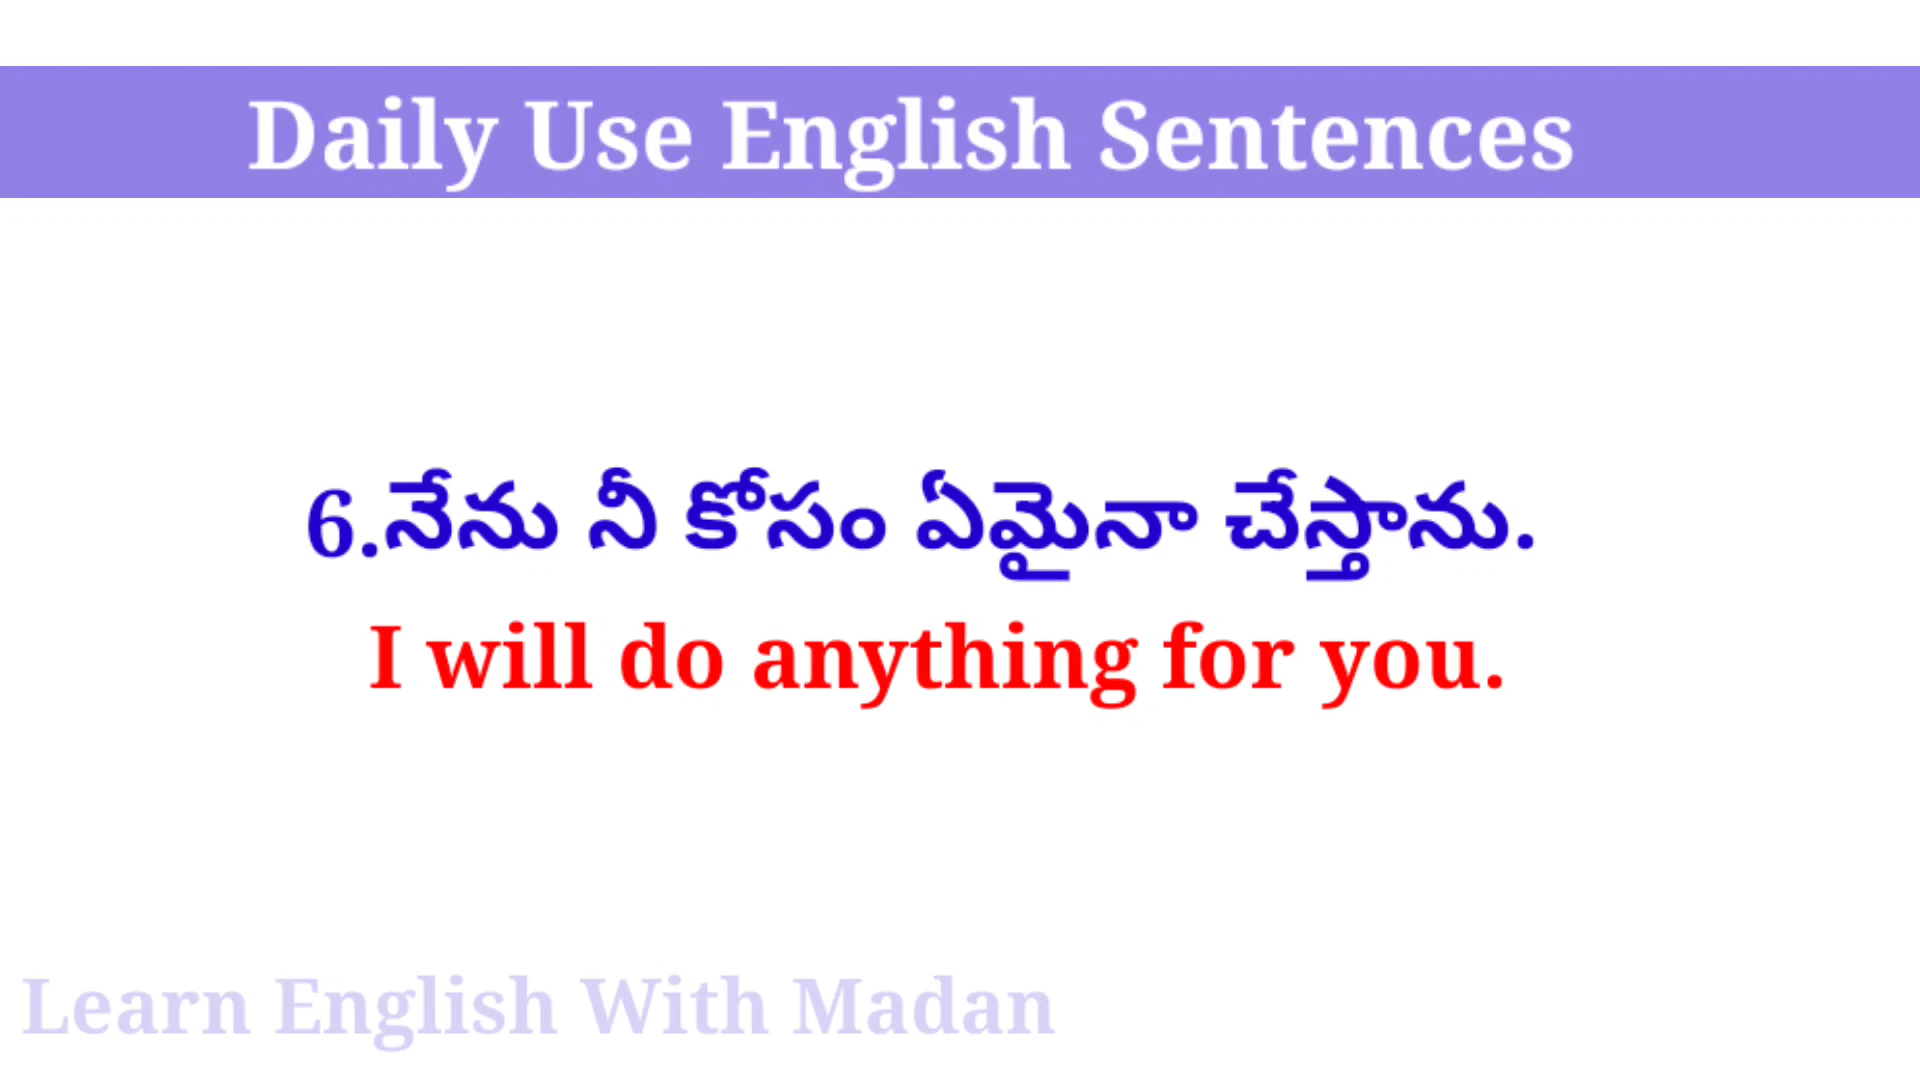 Daily Use English Sentences
6.నేను నీ కోసం ఏమైనా చేస్తాను.
I will do anything for you.
Learn English With Madan